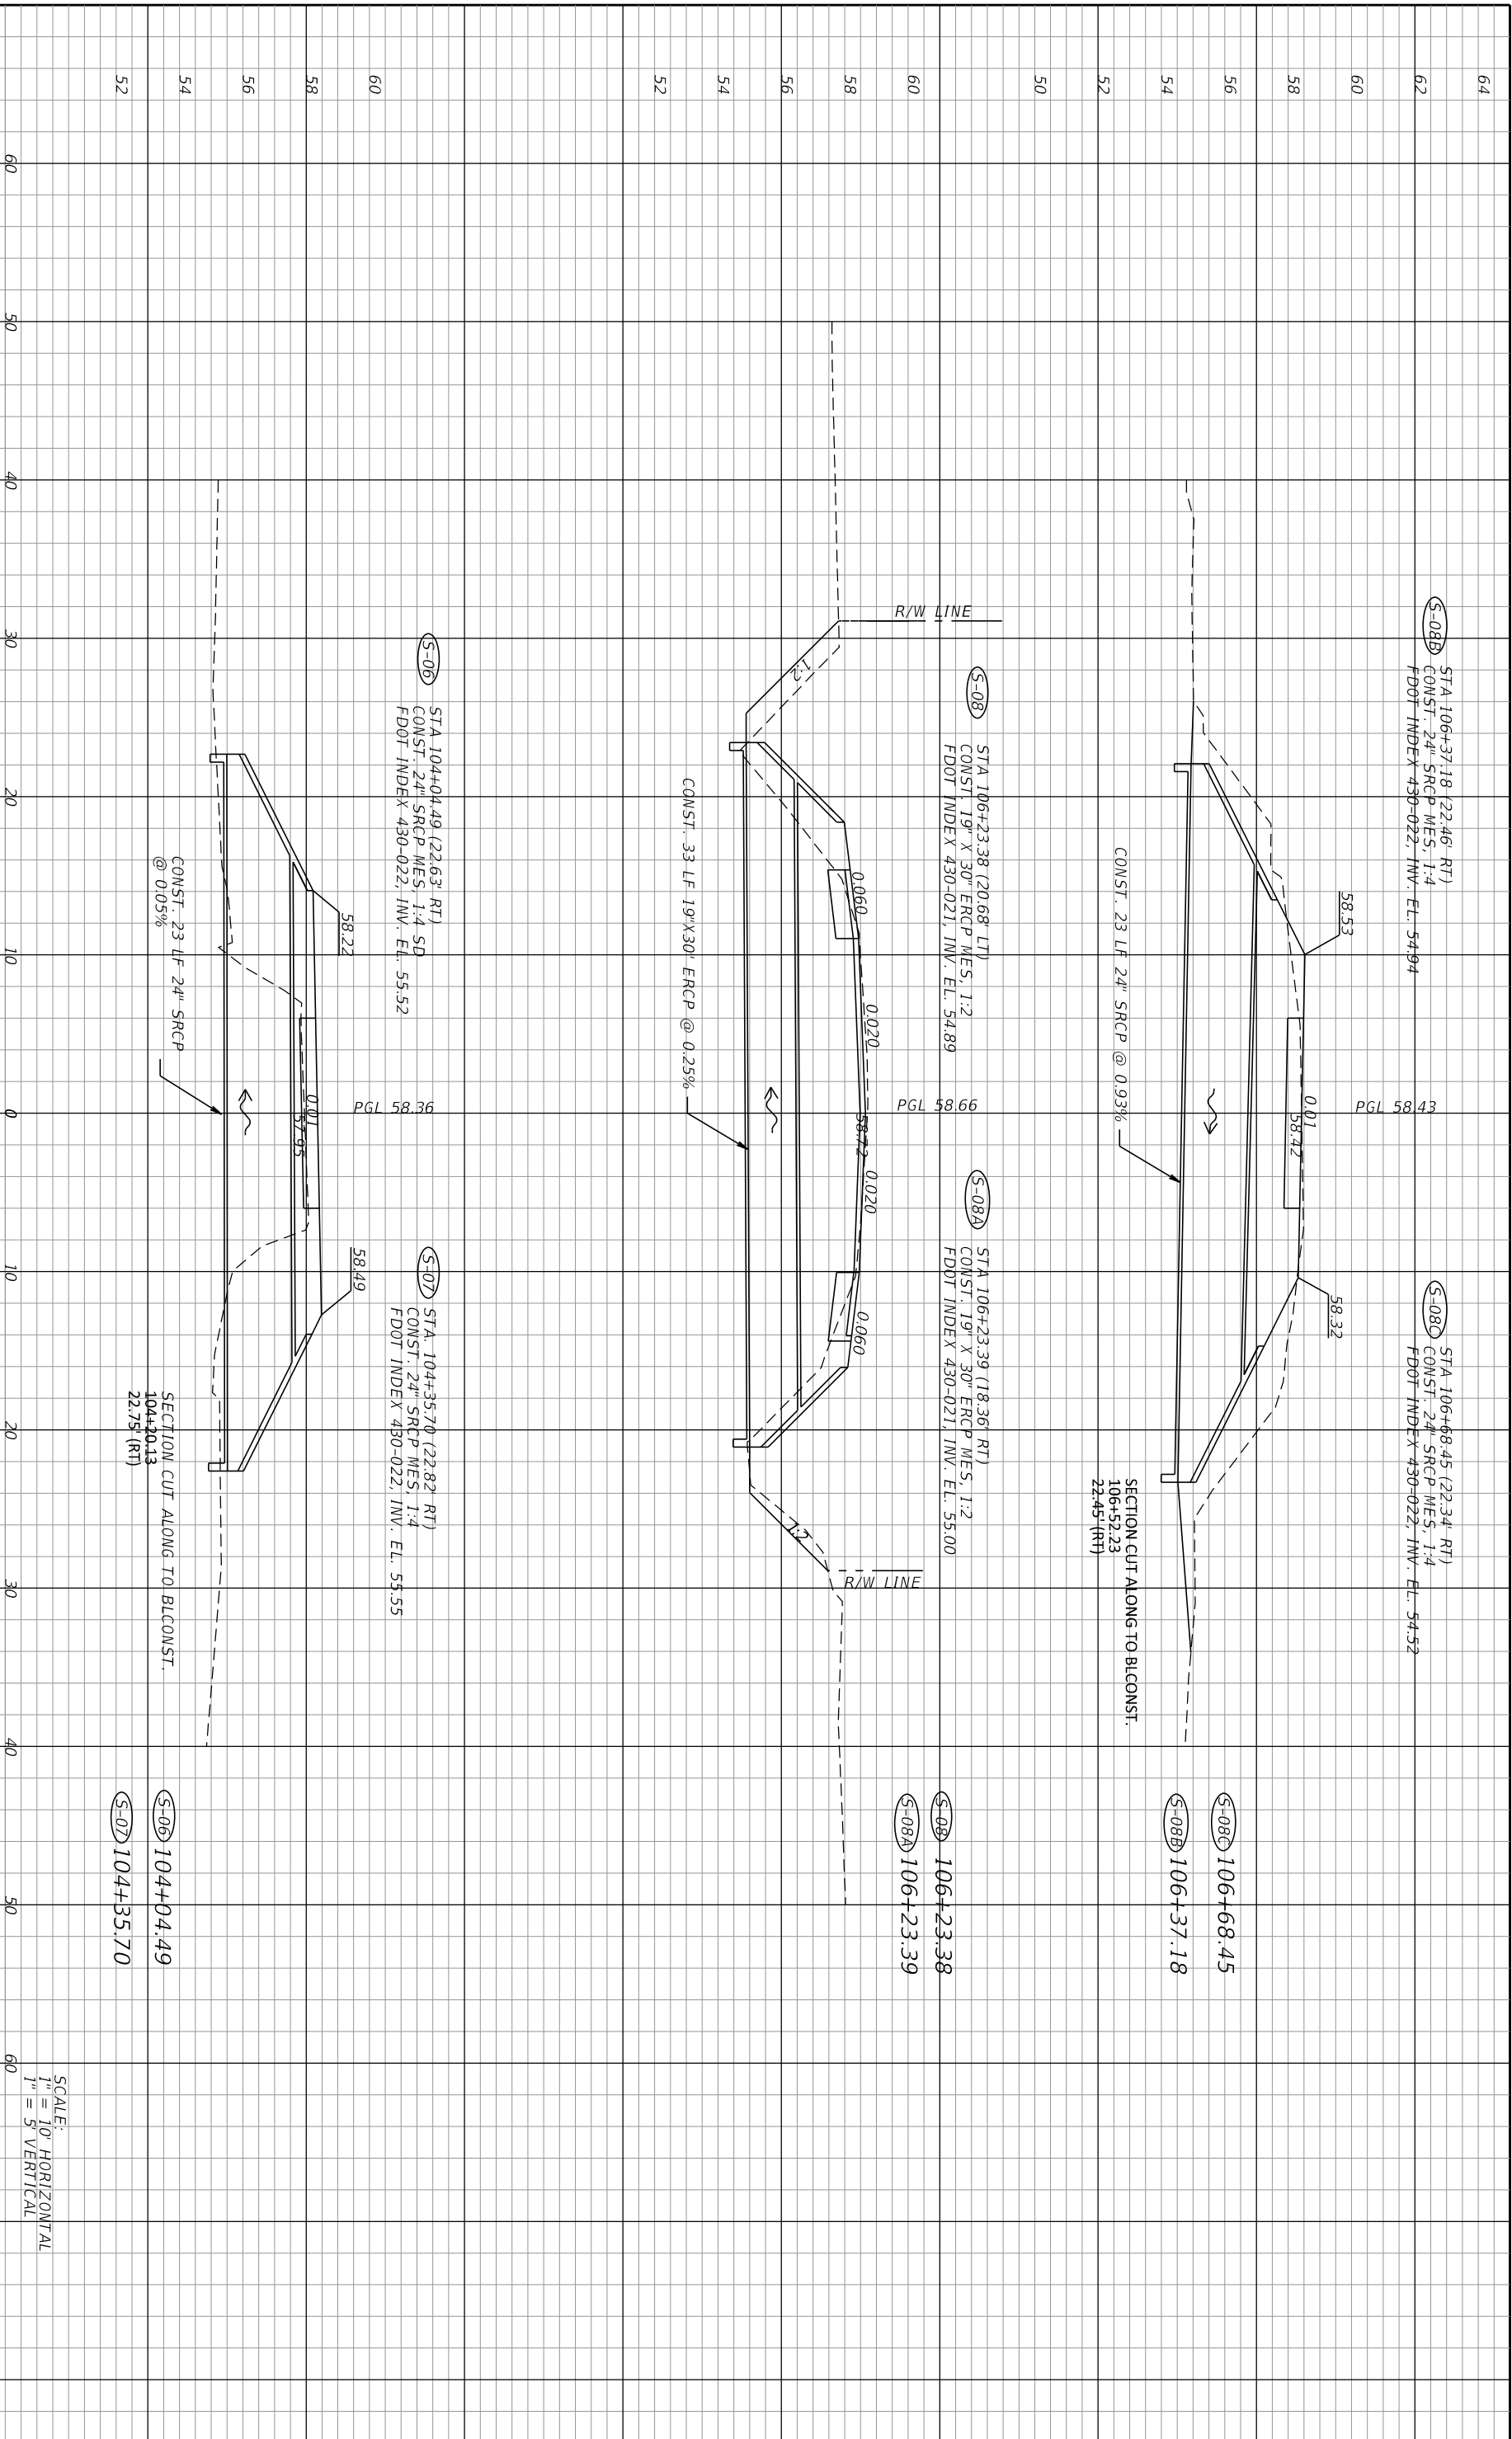 64
62
60
58
56
54
52
50
S-08B
STA 106+37.18 (22.46' RT)
CONST. 24" SRCP MES, 1:4
FDOT INDEX 430-022, INV. EL. 54.94
S-08C
STA 106+68.45 (22.34' RT)
CONST. 24" SRCP MES, 1:4
FDOT INDEX 430-022, INV. EL. 54.52
58.53
PGL 58.43
58.32
0.01
58.42
CONST. 23 LF 24" SRCP @ 0.93%
SECTION CUT ALONG TO BLCONST.
106+52.23
22.45' (RT)
S-08C 106+68.45
S-08B 106+37.18
60
58
56
54
52
S-08
STA 106+23.38 (20.68' LT)
CONST. 19" X 30" ERCP MES, 1:2
FDOT INDEX 430-021, INV. EL. 54.89
S-08A
STA 106+23.39 (18.36' RT)
CONST. 19" X 30" ERCP MES, 1:2
FDOT INDEX 430-021, INV. EL. 55.00
R/W LINE
PGL 58.66
R/W LINE
1:2
0.060
0.020
58.72
0.020
0.060
1:2
CONST. 33 LF 19"X30" ERCP @ 0.25%
S-08 106+23.38
S-08A 106+23.39
60
58
56
54
52
S-06
STA 104+04.49 (22.63' RT)
CONST. 24" SRCP MES, 1:4 SD
FDOT INDEX 430-022, INV. EL. 55.52
S-07
STA. 104+35.70 (22.82' RT)
CONST. 24" SRCP MES, 1:4
FDOT INDEX 430-022, INV. EL. 55.55
58.22
PGL 58.36
58.49
0.01
57.95
CONST. 23 LF 24" SRCP
@ 0.05%
SECTION CUT ALONG TO BLCONST.
104+20.13
22.75' (RT)
S-06 104+04.49
S-07 104+35.70
60
50
40
30
20
10
0
10
20
30
40
50
60
SCALE:
1" = 10' HORIZONTAL
1" = 5' VERTICAL